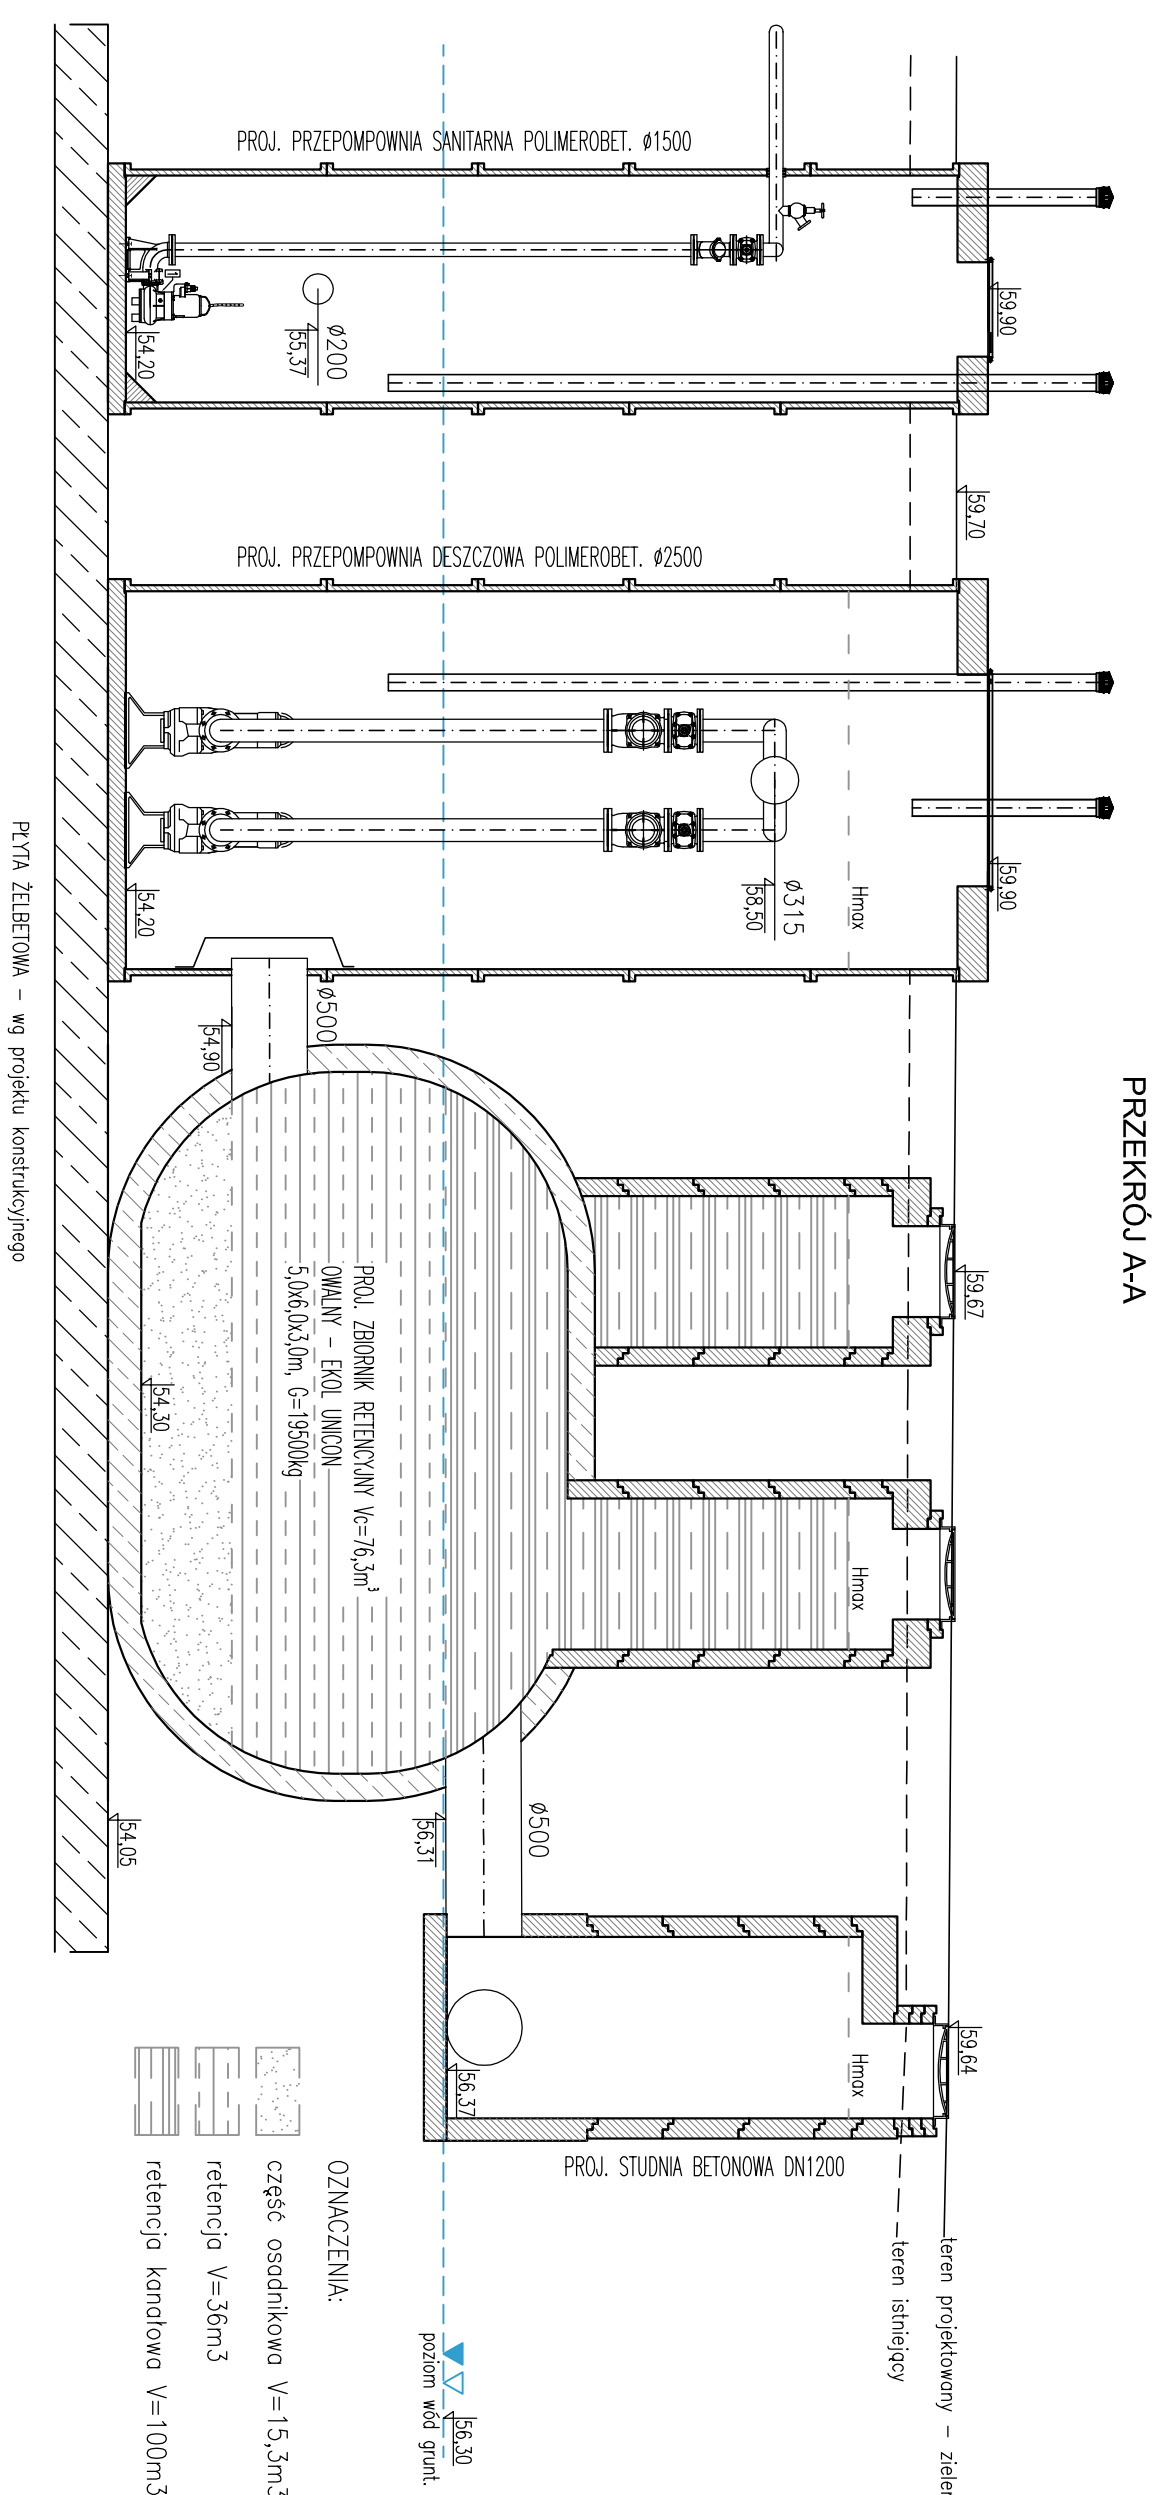 PRZEKRÓJ A-A
PROJ. PRZEPOMPOWNIA SANITARNA POLIMEROBET. ø1500
59,90
ø200
55,37
54,20
59,70
PROJ. PRZEPOMPOWNIA DESZCZOWA POLIMEROBET. ø2500
59,90
Hmax
ø315
58,50
54,20
ø500
54,90
59,67
PROJ. ZBIORNIK RETENCYJNY Vc=76,3m³
OWALNY - EKOL UNICON
5,0x6,0x3,0m, G=19500kg
54,30
Hmax
ø500
56,31
54,05
59,64
Hmax
56,37
PROJ. STUDNIA BETONOWA DN1200
teren projektowany -
teren istniejący
56,30
poziom wód grunt.
PŁYTA ŻELBETOWA - wg projektu konstrukcyjnego
OZNACZENIA:
część osadnikowa V=15,3m3
retencja V=36m3
retencja kanałowa V=100m3